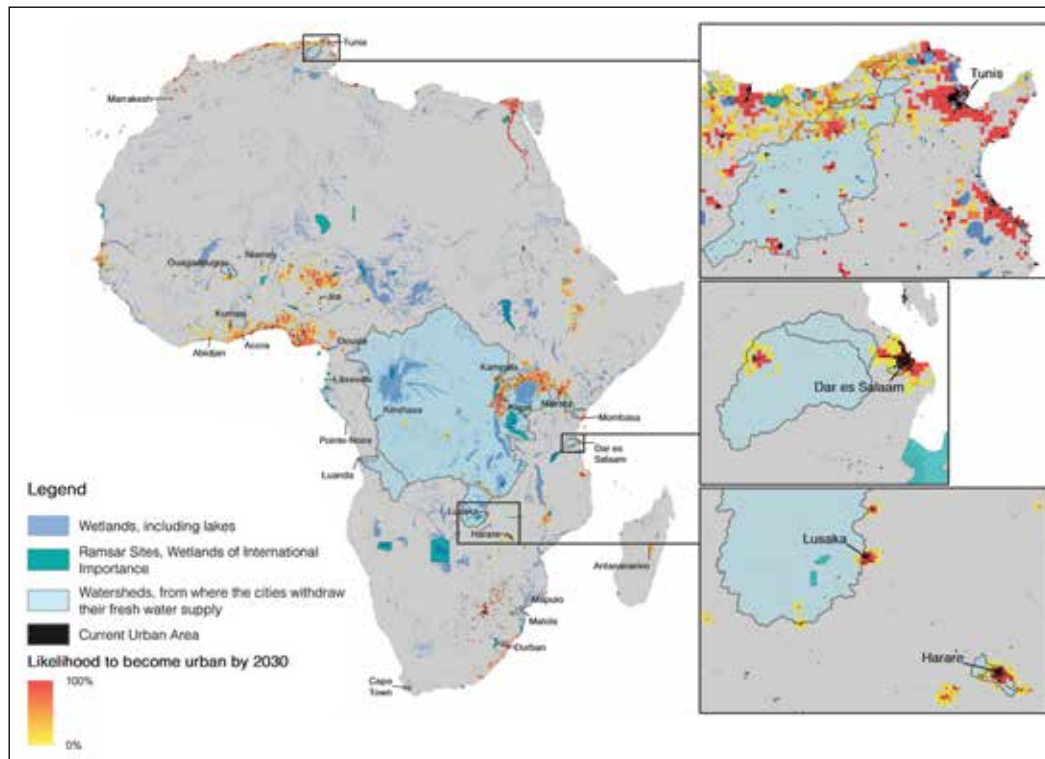 Tunis
Marrakesh
Tunis
Ouagadougou
Niamey
Jos
Kumasi
Abidjan
Accra
Douala
Libreville
Kampala
Kigali
Nairobi
Mombasa
Kinshasa
Pointe-Noire
Luanda
Dar es
Salaam
Dar es Salaam
Lusaka
Harare
Lusaka
Harare
Antananarivo
Maputo
Matola
Durban
Cape
Town
Legend
Wetlands, including lakes
Ramsar Sites, Wetlands of International
Importance
Watersheds, from where the cities withdraw
their fresh water supply
Current Urban Area
Likelihood to become urban by 2030
100%
0%